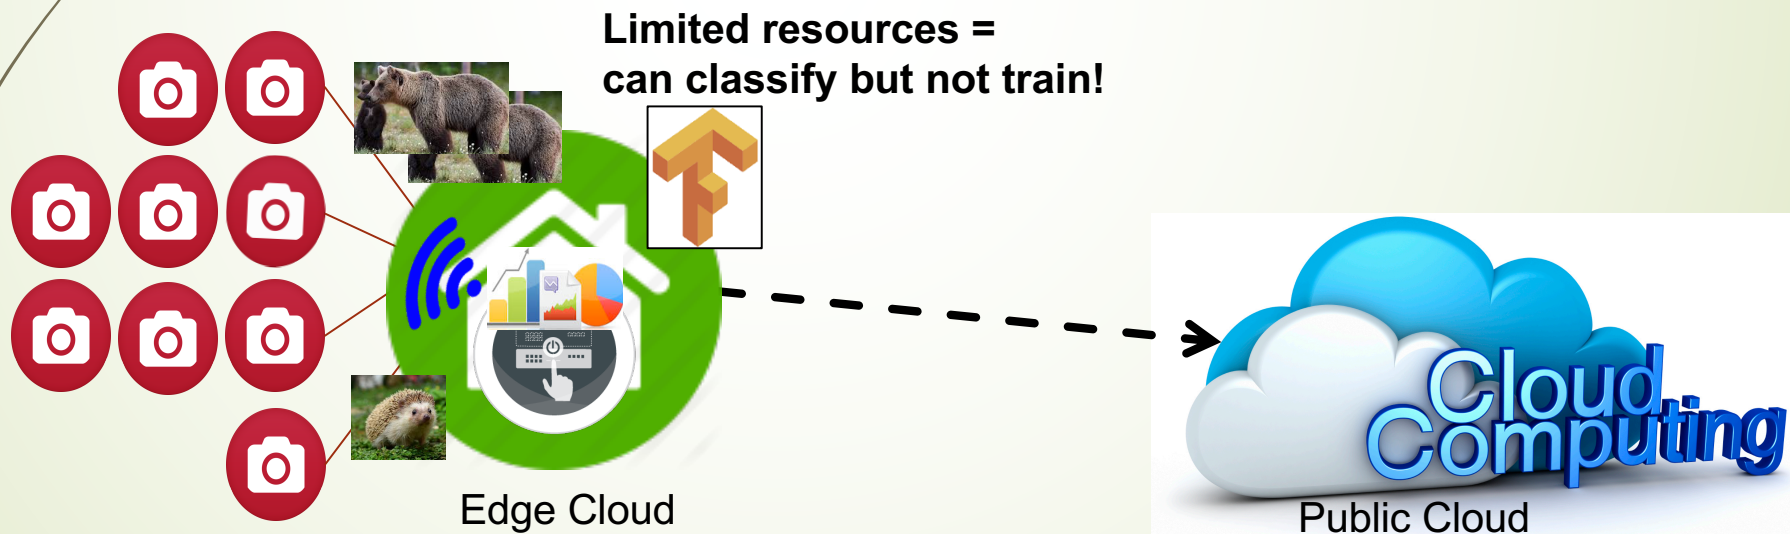 Limited resources =
can classify but not train!
Cloud
Computing
Edge Cloud
Public Cloud